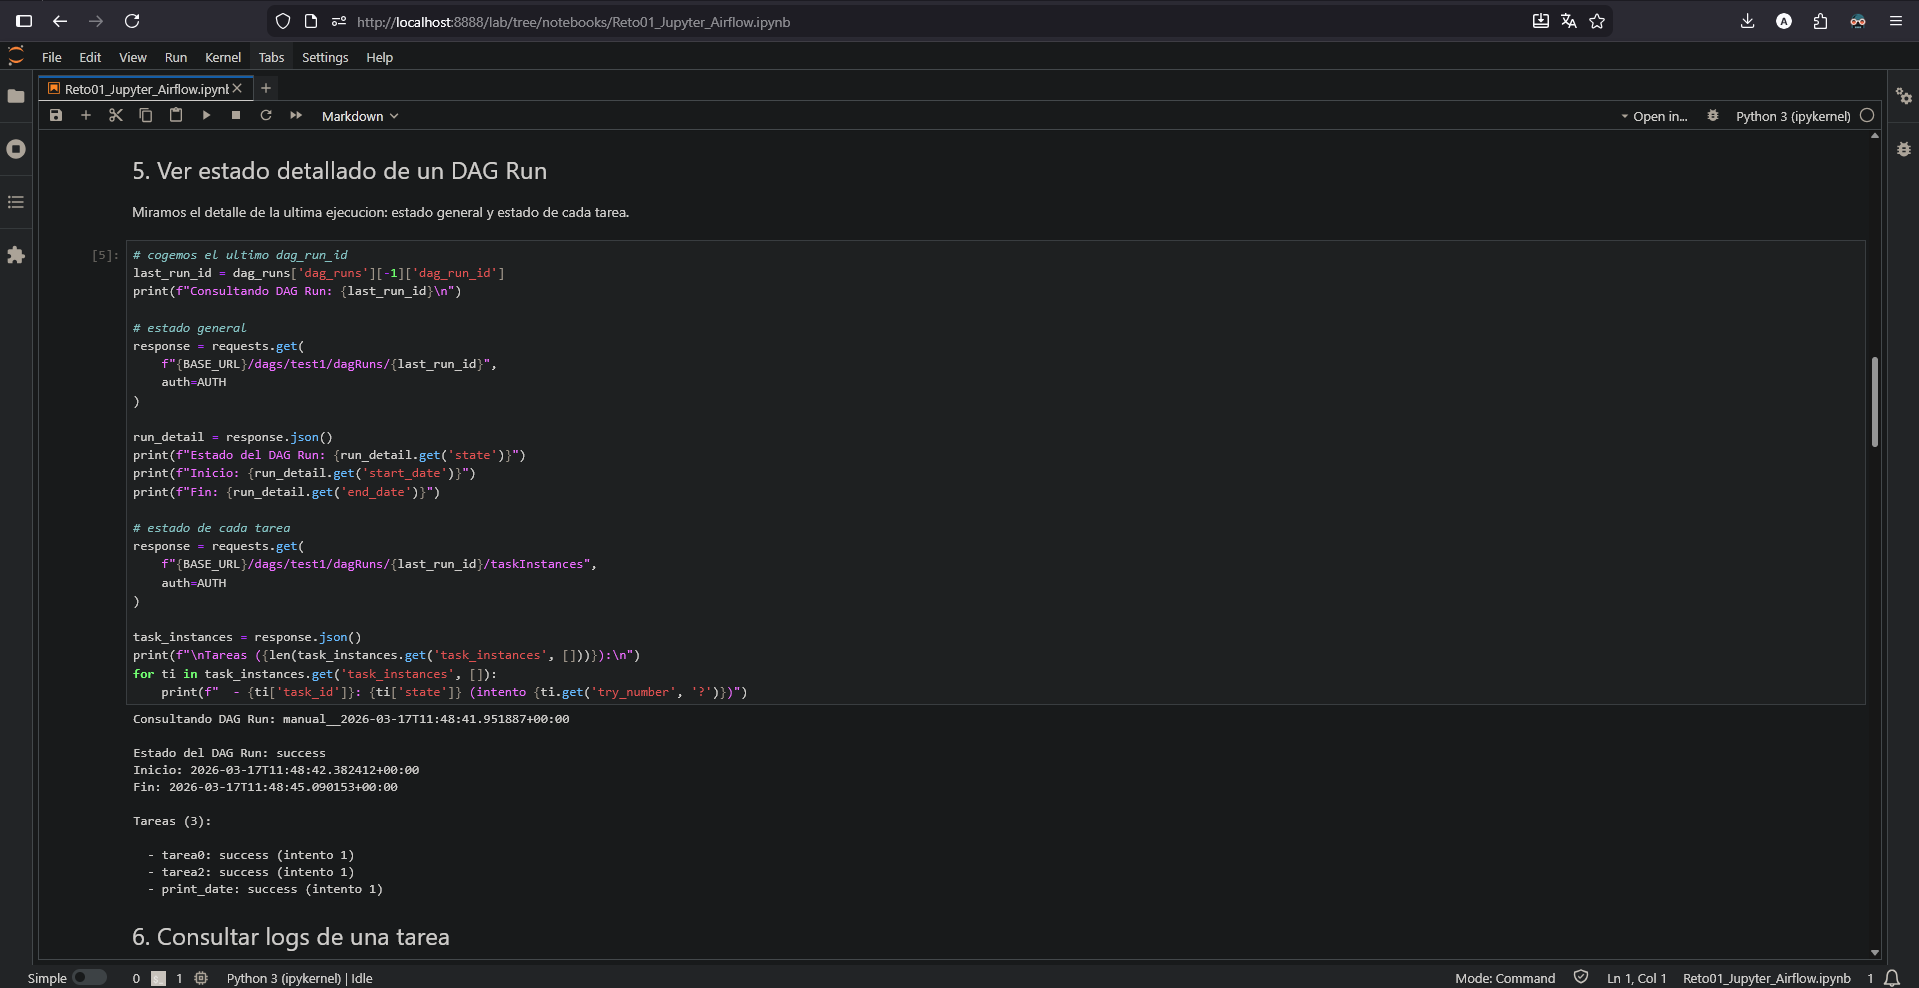 http://localhost:8888/lab/tree/notebooks/Reto01_Jupyter_Airflow.ipynb
File Edit View Run Kernel Tabs Settings Help
Reto01_Jupyter_Airflow.ipynb
Markdown
Open in...
Python 3 (ipykernel)
5. Ver estado detallado de un DAG Run
Miramos el detalle de la ultima ejecucion: estado general y estado de cada tarea.
[5]:
# cogemos el ultimo dag_run_id
last_run_id = dag_runs['dag_runs'][-1]['dag_run_id']
print(f"Consultando DAG Run: {last_run_id}\n")
# estado general
response = requests.get(
    f"{BASE_URL}/dags/test1/dagRuns/{last_run_id}",
    auth=AUTH
)
run_detail = response.json()
print(f"Estado del DAG Run: {run_detail.get('state')}")
print(f"Inicio: {run_detail.get('start_date')}")
print(f"Fin: {run_detail.get('end_date')}")
# estado de cada tarea
response = requests.get(
    f"{BASE_URL}/dags/test1/dagRuns/{last_run_id}/taskInstances",
    auth=AUTH
)
task_instances = response.json()
print(f"\nTareas ({len(task_instances.get('task_instances', []))}):\n")
for ti in task_instances.get('task_instances', []):
    print(f"  - {ti['task_id']}: {ti['state']} (intento {ti.get('try_number', '?')})")
Consultando DAG Run: manual__2026-03-17T11:48:41.951887+00:00
Estado del DAG Run: success
Inicio: 2026-03-17T11:48:42.382412+00:00
Fin: 2026-03-17T11:48:45.090153+00:00
Tareas (3):
  - tarea0: success (intento 1)
  - tarea2: success (intento 1)
  - print_date: success (intento 1)
6. Consultar logs de una tarea
Simple 0 1 Python 3 (ipykernel) | Idle Mode: Command Ln 1, Col 1 Reto01_Jupyter_Airflow.ipynb 1